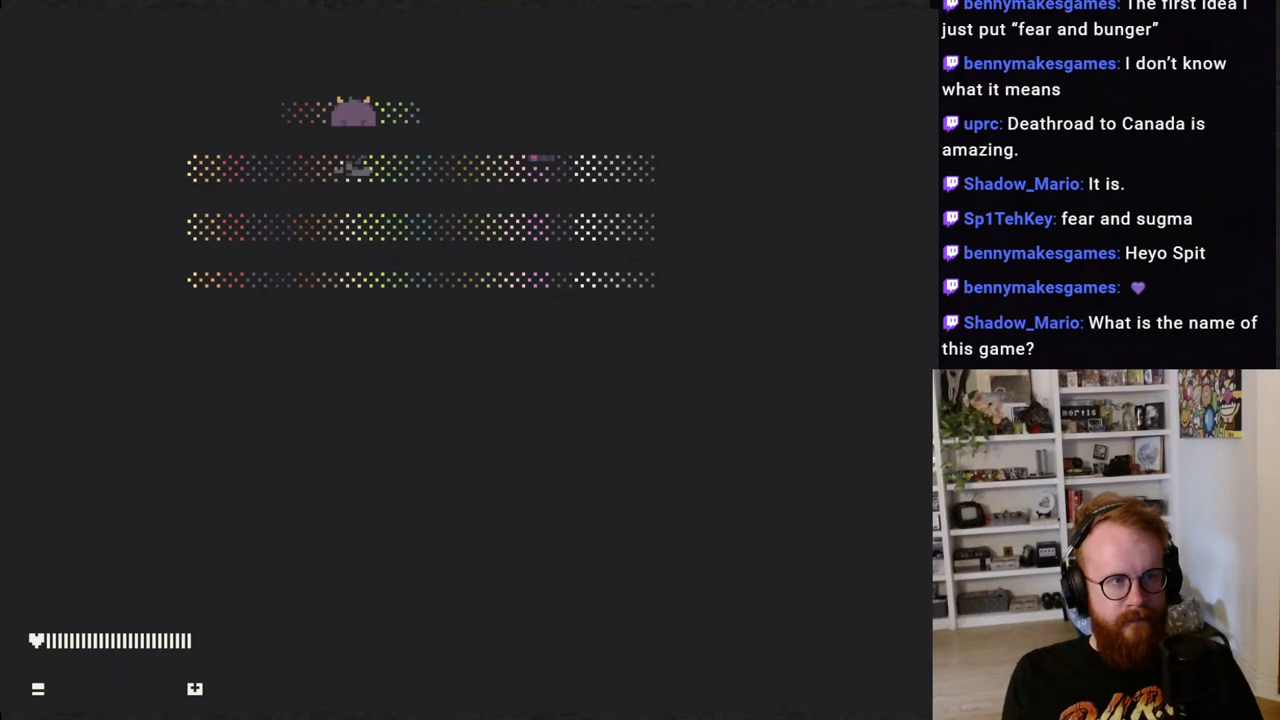 bennymakesgames: The first idea I
just put “fear and bunger”
bennymakesgames: I don’t know
what it means
uprc: Deathroad to Canada is
amazing.
Shadow_Mario: It is.
Sp1TehKey: fear and sugma
bennymakesgames: Heyo Spit
bennymakesgames:
Shadow_Mario: What is the name of
this game?
mortis